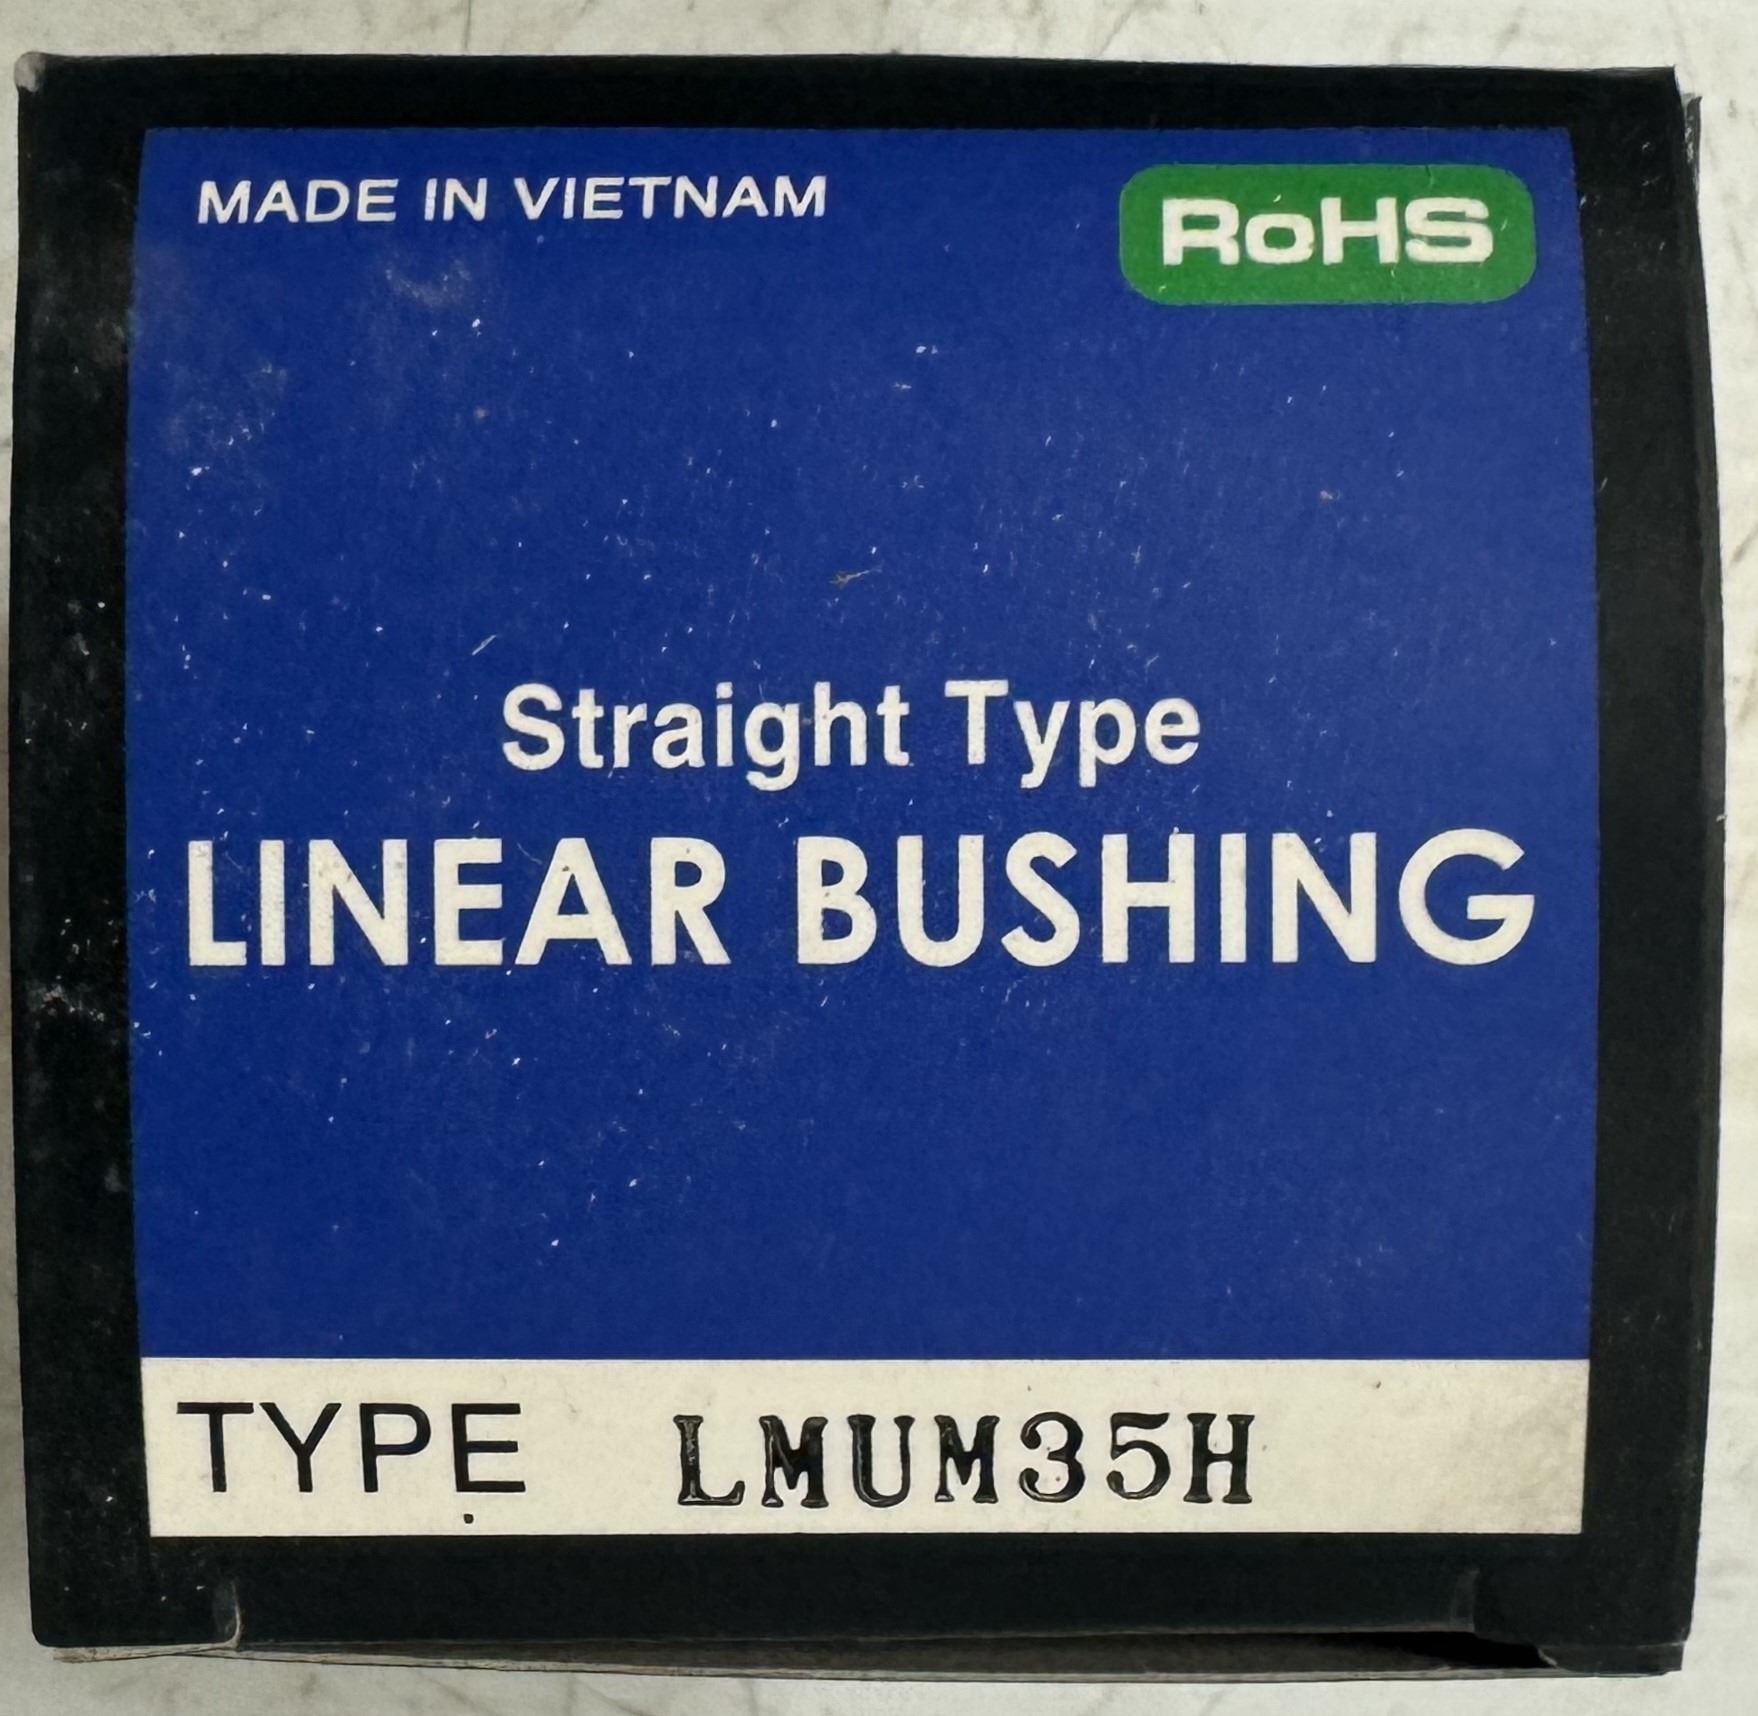 MADE IN VIETNAM
RoHS
Straight Type
LINEAR BUSHING
TYPE LMUM35H